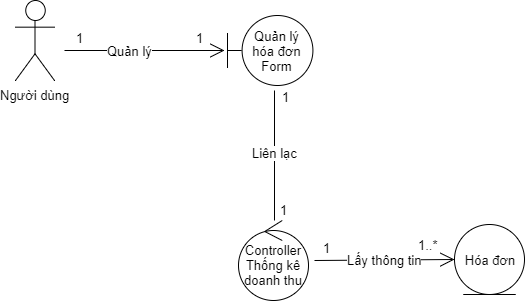 1
Quản lý
1
Người dùng
Quản lý
hóa đơn
Form
1
Liên lạc
1
Controller
Thống kê
doanh thu
1
Lấy thông tin
1..*
Hóa đơn